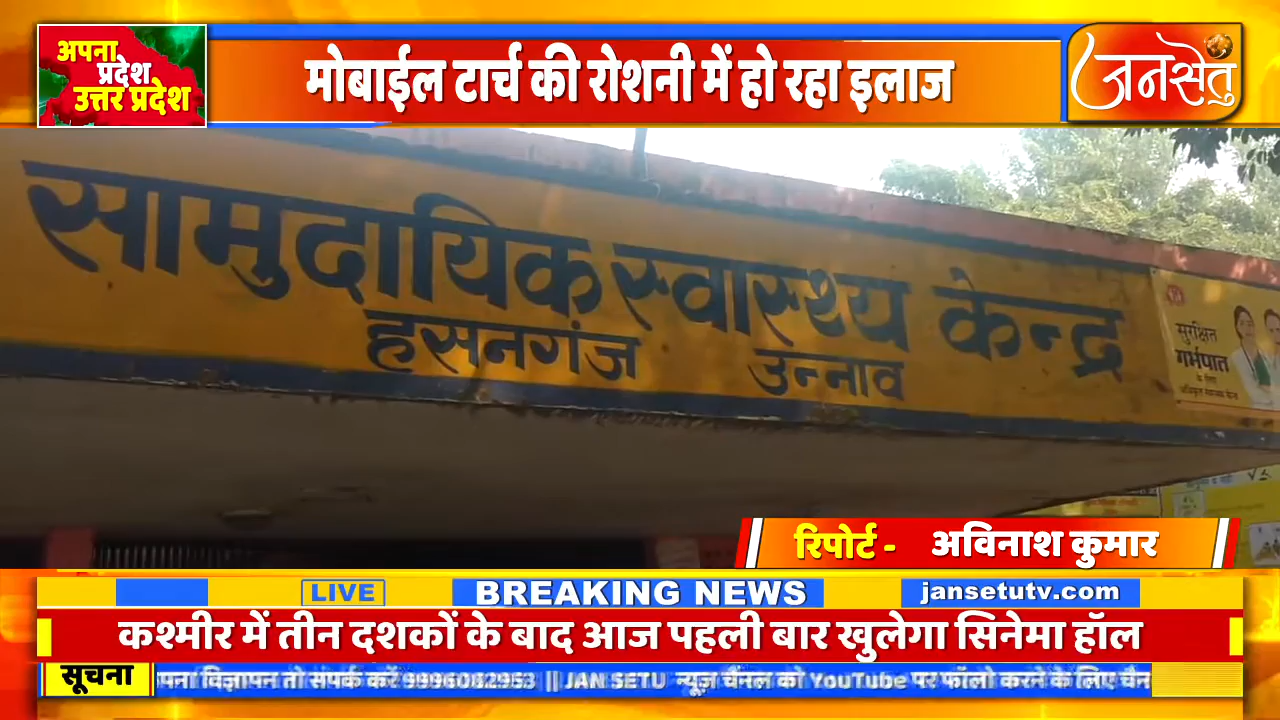 अपना
प्रदेश
उत्तर प्रदेश
मोबाईल टार्च की रोशनी में हो रहा इलाज
जनसेतु
सामुदायिक स्वास्थ्य केन्द्र
हसनगंज उन्नाव
सुरक्षित
गर्भपात
रिपोर्ट - अविनाश कुमार
LIVE
BREAKING NEWS
jansetutv.com
कश्मीर में तीन दशकों के बाद आज पहली बार खुलेगा सिनेमा हॉल
सूचना
पना विज्ञापन तो संपर्क करें 9996082953 || JAN SETU न्यूज़ चैनल को YouTube पर फॉलो करने के लिए चैन